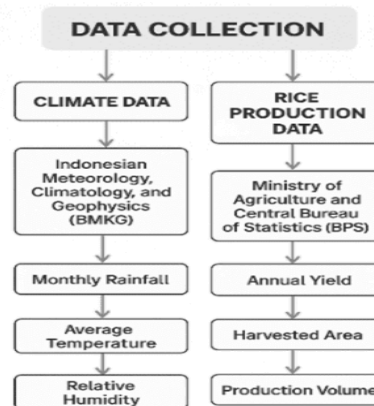 DATA COLLECTION
CLIMATE DATA
Indonesian
Meteorology,
Climatology, and
Geophysics
(BMKG)
Monthly Rainfall
Average
Temperature
Relative
Humidity
RICE
PRODUCTION
DATA
Ministry of
Agriculture and
Central Bureau
of Statistics (BPS)
Annual Yield
Harvested Area
Production Volume